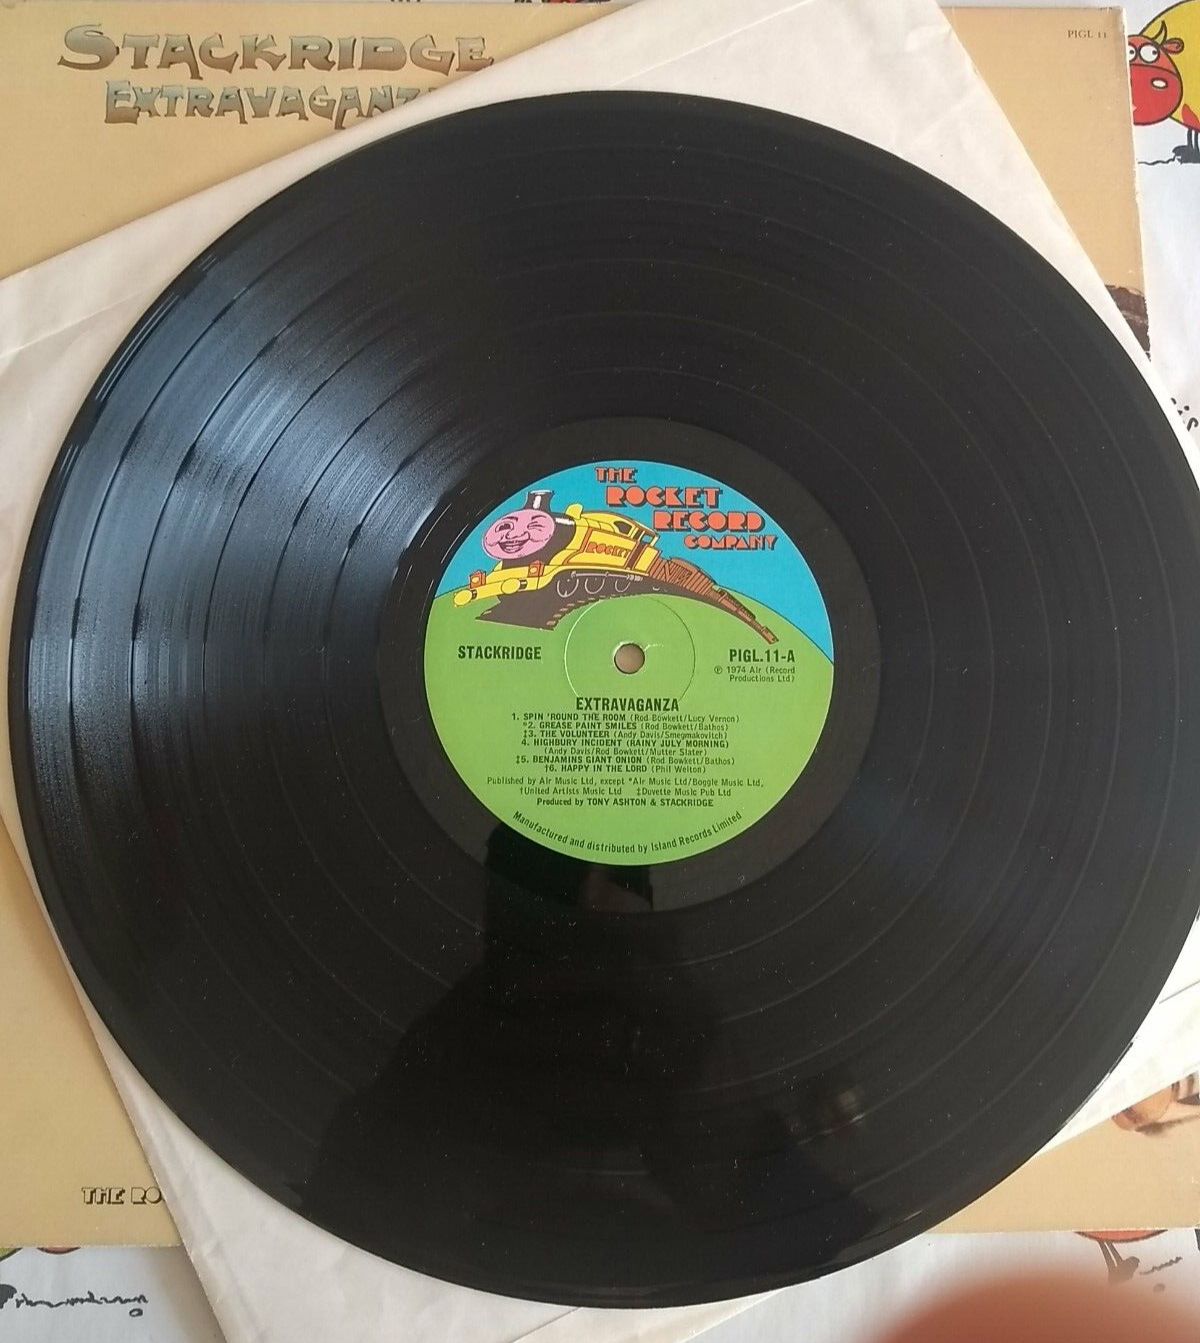 STACKRIDGE
EXTRAVAGANZ
PIGL 11
THE
ROCKET
RECORD
COMPANY
ROCKET
STACKRIDGE
PIGL.11-A
℗ 1974 Air (Record
Productions Ltd)
EXTRAVAGANZA
1. SPIN 'ROUND THE ROOM (Rod Bowkett/Lucy Vernon)
*2. GREASE PAINT SMILES (Rod Bowkett/Bathos)
‡3. THE VOLUNTEER (Andy Davis/Smegmakovitch)
4. HIGHBURY INCIDENT (RAINY JULY MORNING)
(Andy Davis/Rod Bowkett/Mutter Slater)
‡5. BENJAMINS GIANT ONION (Rod Bowkett/Bathos)
†6. HAPPY IN THE LORD (Phil Welton)
Published by Air Music Ltd, except *Air Music Ltd/Boggle Music Ltd,
†United Artists Music Ltd ‡Duvette Music Pub Ltd
Produced by TONY ASHTON & STACKRIDGE
Manufactured and distributed by Island Records Limited
THE RO